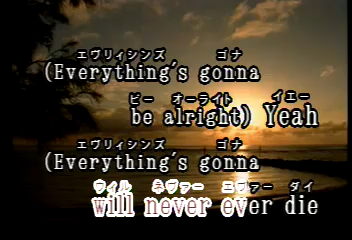 エヴリィシンズ ゴナ
(Everything's gonna
ビー オーライト イエー
be alright) Yeah
エヴリィシンズ ゴナ
(Everything's gonna
ウィル ネヴァー エヴァー ダイ
will never ever die